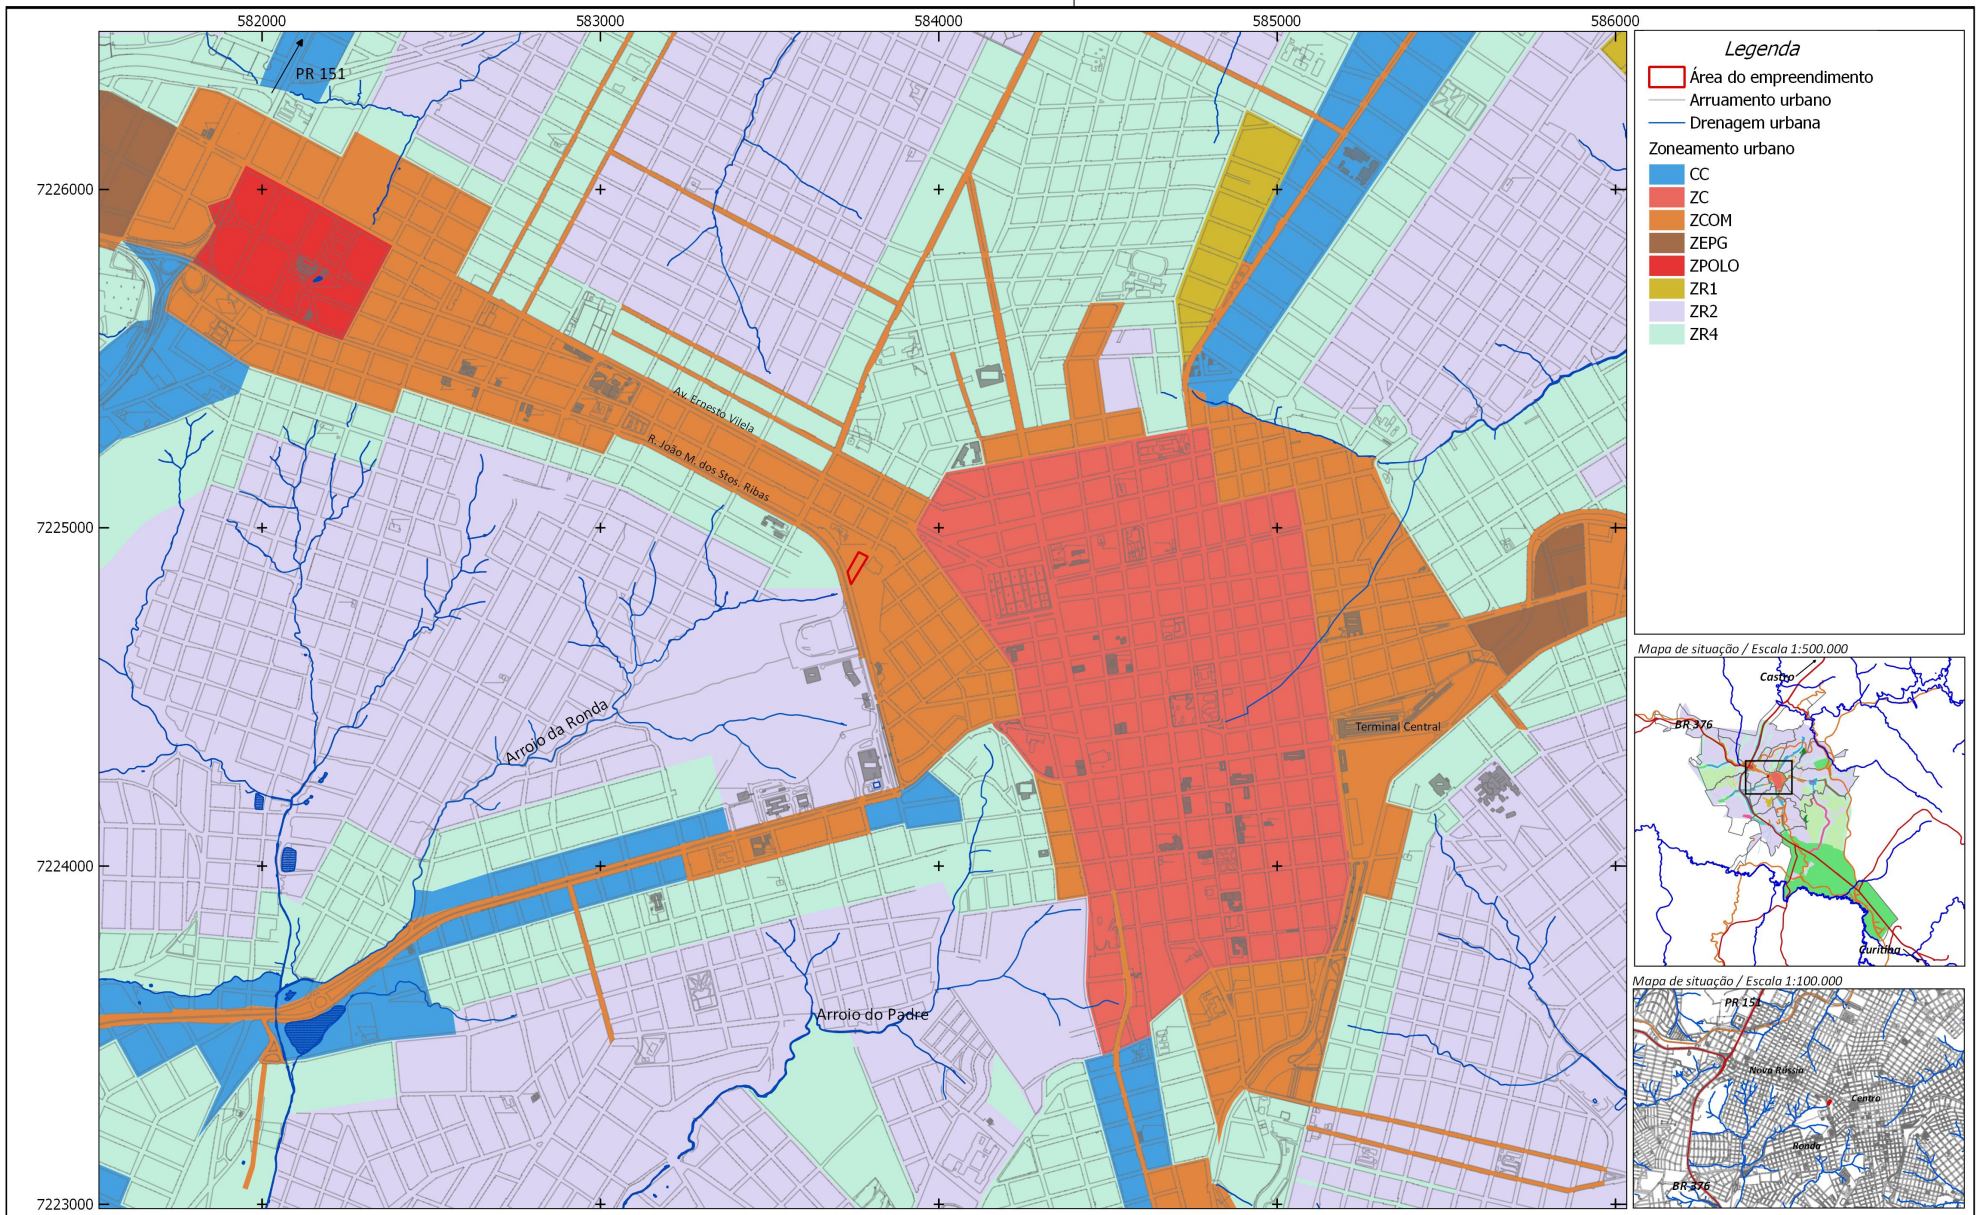 582000
583000
584000
585000
586000
7226000
7225000
7224000
7223000
PR 151
Av. Ernesto Vilela
R. João M. dos Stos. Ribas
Arroio da Ronda
Terminal Central
Arroio do Padre
Legenda
Área do empreendimento
Arruamento urbano
Drenagem urbana
Zoneamento urbano
CC
ZC
ZCOM
ZEPG
ZPOLO
ZR1
ZR2
ZR4
Mapa de situação / Escala 1:500.000
Castro
BR 376
Curitiba
Mapa de situação / Escala 1:100.000
PR 151
Nova Rússia
Centro
Ronda
BR 376